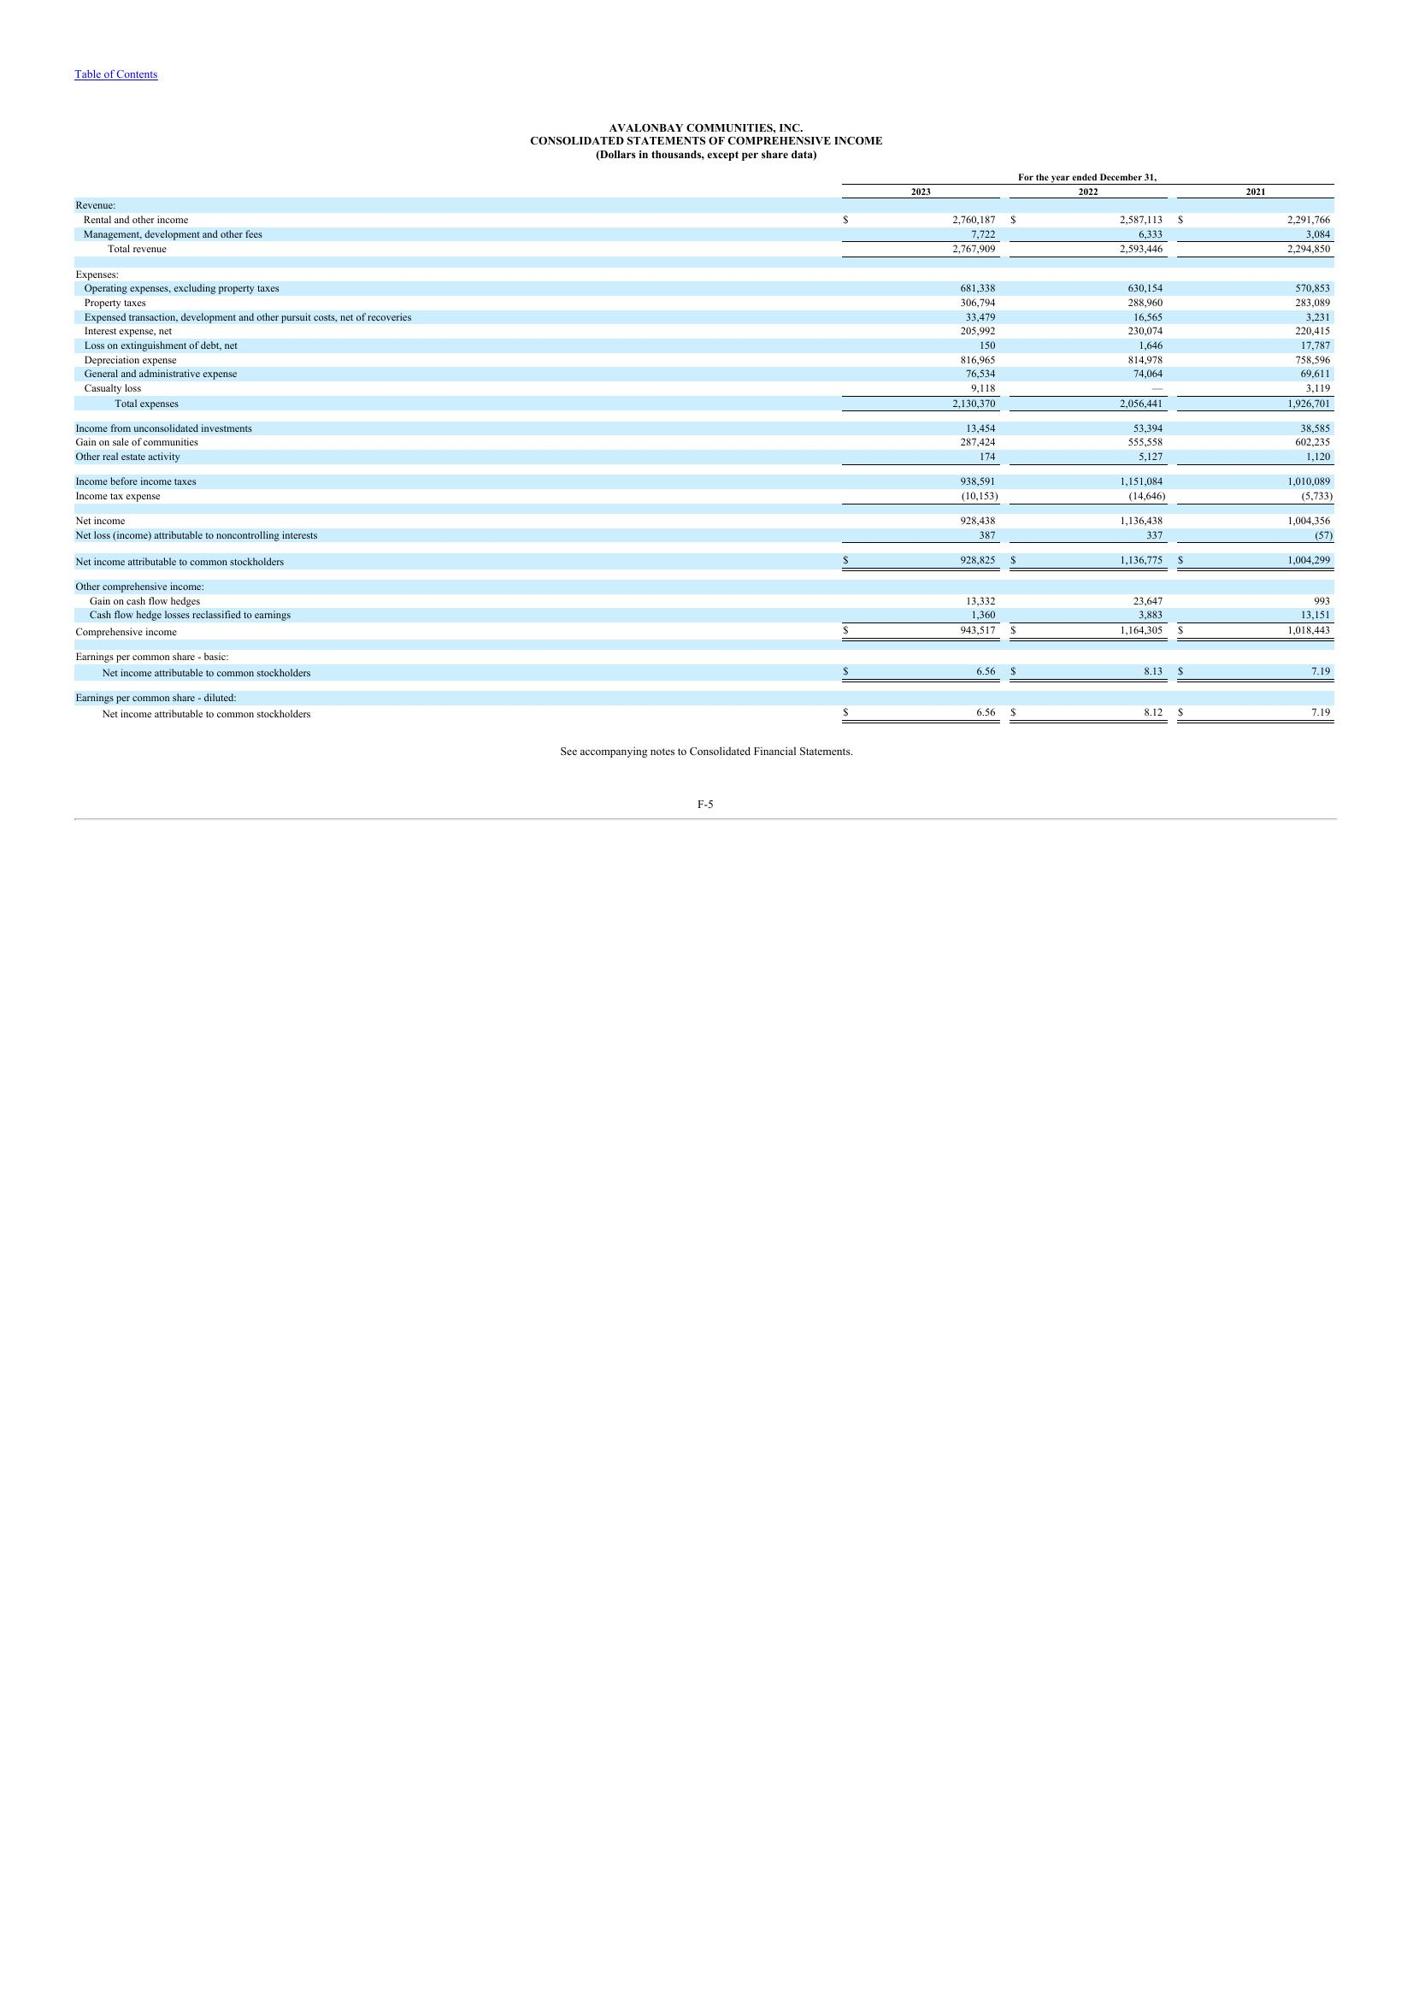 Table of Contents
AVALONBAY COMMUNITIES, INC.
CONSOLIDATED STATEMENTS OF COMPREHENSIVE INCOME
(Dollars in thousands, except per share data)
For the year ended December 31,
2023 2022 2021
Revenue:
Rental and other income $ 2,760,187 $ 2,587,113 $ 2,291,766
Management, development and other fees 7,722 6,333 3,084
Total revenue 2,767,909 2,593,446 2,294,850
Expenses:
Operating expenses, excluding property taxes 681,338 630,154 570,853
Property taxes 306,794 288,960 283,089
Expensed transaction, development and other pursuit costs, net of recoveries 33,479 16,565 3,231
Interest expense, net 205,992 230,074 220,415
Loss on extinguishment of debt, net 150 1,646 17,787
Depreciation expense 816,965 814,978 758,596
General and administrative expense 76,534 74,064 69,611
Casualty loss 9,118 — 3,119
Total expenses 2,130,370 2,056,441 1,926,701
Income from unconsolidated investments 13,454 53,394 38,585
Gain on sale of communities 287,424 555,558 602,235
Other real estate activity 174 5,127 1,120
Income before income taxes 938,591 1,151,084 1,010,089
Income tax expense (10,153) (14,646) (5,733)
Net income 928,438 1,136,438 1,004,356
Net loss (income) attributable to noncontrolling interests 387 337 (57)
Net income attributable to common stockholders $ 928,825 $ 1,136,775 $ 1,004,299
Other comprehensive income:
Gain on cash flow hedges 13,332 23,647 993
Cash flow hedge losses reclassified to earnings 1,360 3,883 13,151
Comprehensive income $ 943,517 $ 1,164,305 $ 1,018,443
Earnings per common share - basic:
Net income attributable to common stockholders $ 6.56 $ 8.13 $ 7.19
Earnings per common share - diluted:
Net income attributable to common stockholders $ 6.56 $ 8.12 $ 7.19
See accompanying notes to Consolidated Financial Statements.
F-5